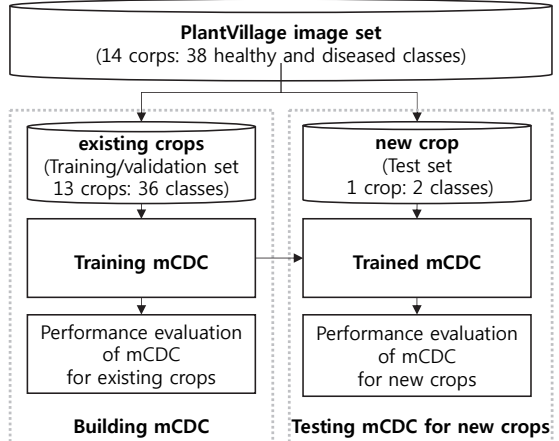 PlantVillage image set
(14 corps: 38 healthy and diseased classes)
existing crops
(Training/validation set
13 crops: 36 classes)
new crop
(Test set
1 crop: 2 classes)
Training mCDC
Trained mCDC
Performance evaluation
of mCDC
for existing crops
Performance evaluation
of mCDC
for new crops
Building mCDC
Testing mCDC for new crops